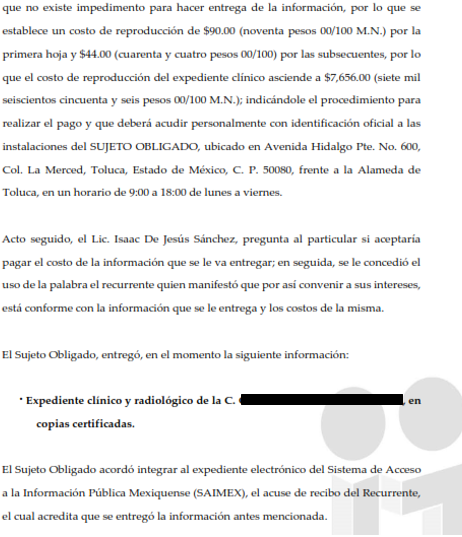 que no existe impedimento para hacer entrega de la información, por lo que se
establece un costo de reproducción de $90.00 (noventa pesos 00/100 M.N.) por la
primera hoja y $44.00 (cuarenta y cuatro pesos 00/100) por las subsecuentes, por lo
que el costo de reproducción del expediente clínico asciende a $7,656.00 (siete mil
seiscientos cincuenta y seis pesos 00/100 M.N.); indicándole el procedimiento para
realizar el pago y que deberá acudir personalmente con identificación oficial a las
instalaciones del SUJETO OBLIGADO, ubicado en Avenida Hidalgo Pte. No. 600,
Col. La Merced, Toluca, Estado de México, C. P. 50080, frente a la Alameda de
Toluca, en un horario de 9:00 a 18:00 de lunes a viernes.
Acto seguido, el Lic. Isaac De Jesús Sánchez, pregunta al particular si aceptaría
pagar el costo de la información que se le va entregar; en seguida, se le concedió el
uso de la palabra el recurrente quien manifestó que por así convenir a sus intereses,
está conforme con la información que se le entrega y los costos de la misma.
El Sujeto Obligado, entregó, en el momento la siguiente información:
· Expediente clínico y radiológico de la C. , en
copias certificadas.
El Sujeto Obligado acordó integrar al expediente electrónico del Sistema de Acceso
a la Información Pública Mexiquense (SAIMEX), el acuse de recibo del Recurrente,
el cual acredita que se entregó la información antes mencionada.